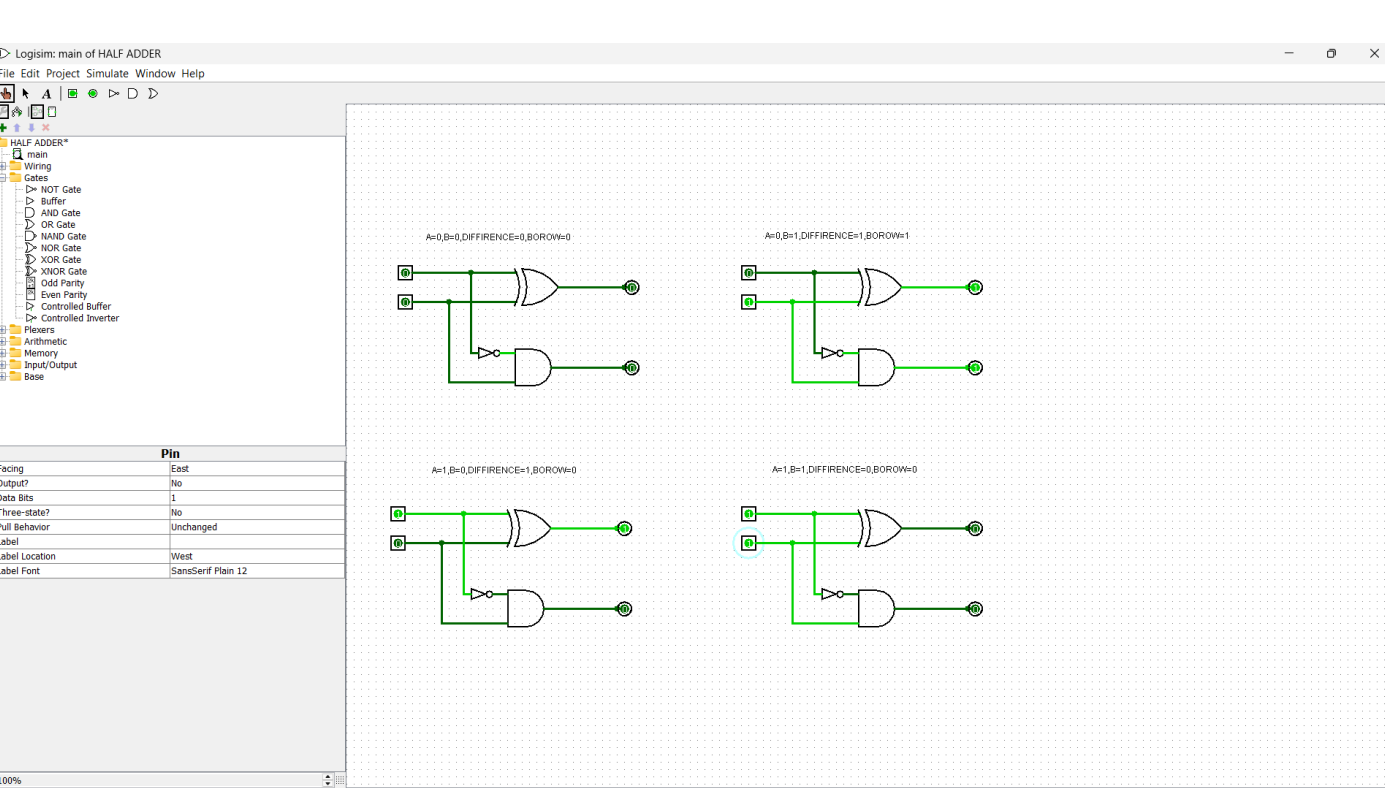 Logisim: main of HALF ADDER
File Edit Project Simulate Window Help
A
HALF ADDER*
main
Wiring
Gates
NOT Gate
Buffer
AND Gate
OR Gate
NAND Gate
NOR Gate
XOR Gate
XNOR Gate
Odd Parity
Even Parity
Controlled Buffer
Controlled Inverter
Plexers
Arithmetic
Memory
Input/Output
Base
Pin
Facing East
Output? No
Data Bits 1
Three-state? No
Pull Behavior Unchanged
Label
Label Location West
Label Font SansSerif Plain 12
100%
A=0,B=0,DIFFIRENCE=0,BOROW=0
0 0
0
0
A=0,B=1,DIFFIRENCE=1,BOROW=1
0 1
1
1
A=1,B=0,DIFFIRENCE=1,BOROW=0
1 1
0
0
A=1,B=1,DIFFIRENCE=0,BOROW=0
1 0
1
0